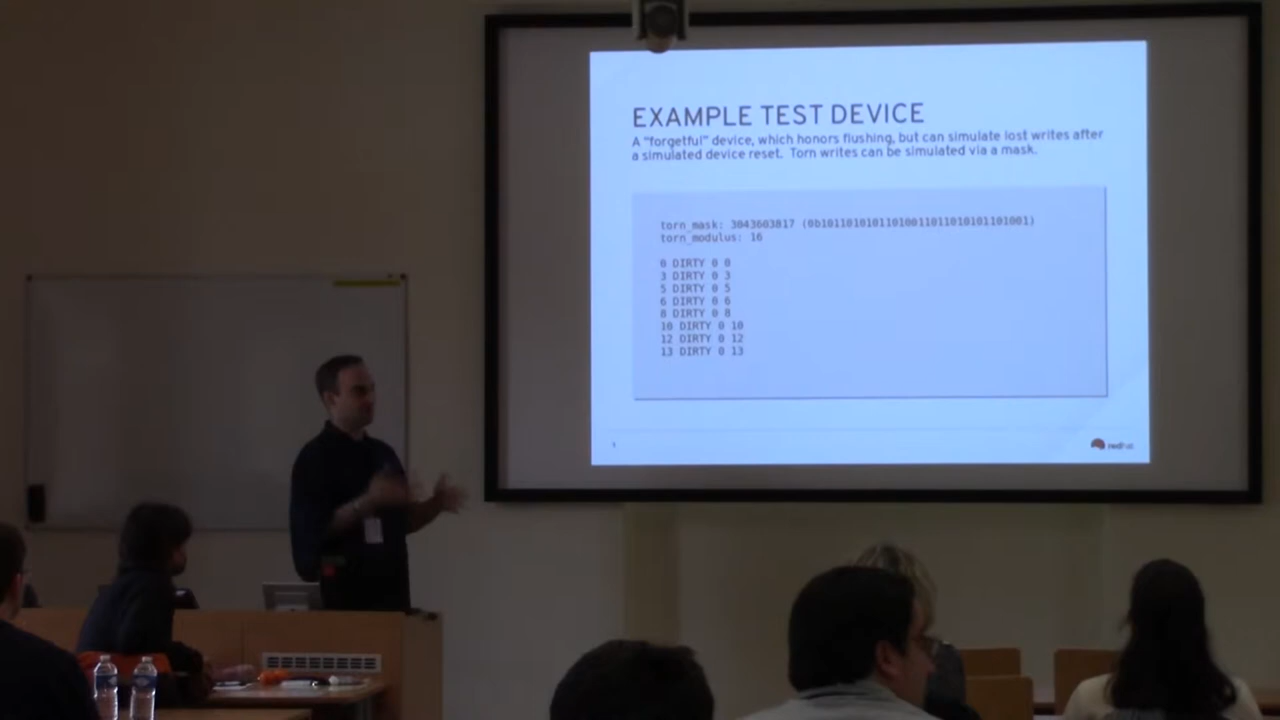 EXAMPLE TEST DEVICE
A "forgetful" device, which honors flushing, but can simulate lost writes after
a simulated device reset. Torn writes can be simulated via a mask.
torn_mask: 3043603817 (0b10110101011010011011010101101001)
torn_modulus: 16
0 DIRTY 0 0
3 DIRTY 0 3
5 DIRTY 0 5
6 DIRTY 0 6
8 DIRTY 0 8
10 DIRTY 0 10
12 DIRTY 0 12
13 DIRTY 0 13
redhat